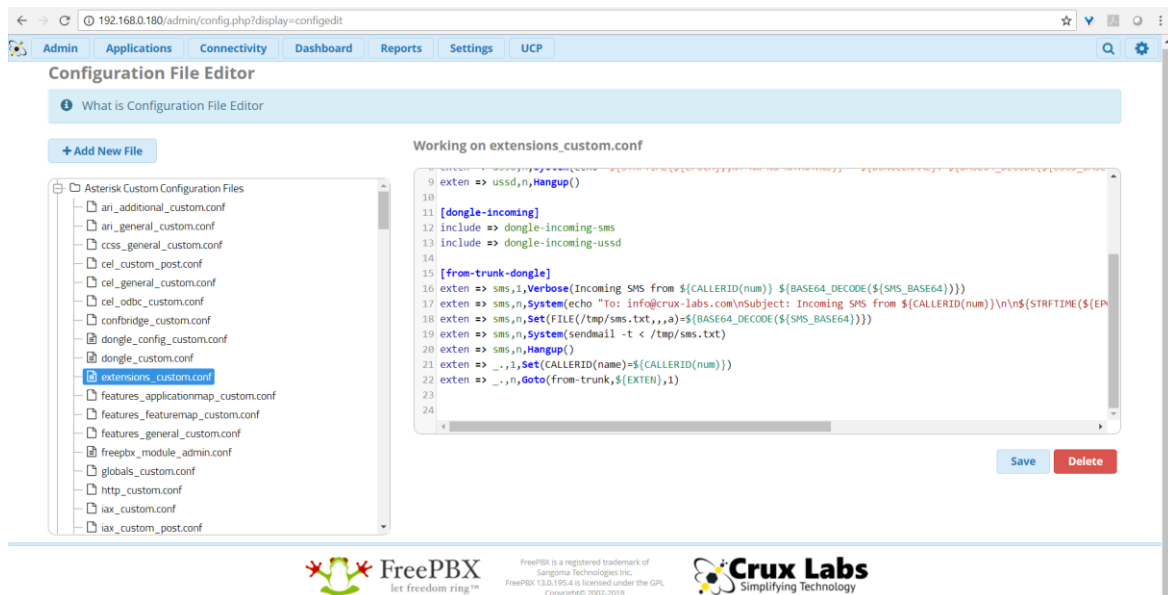 192.168.0.180/admin/config.php?display=configedit
Admin Applications Connectivity Dashboard Reports Settings UCP
Configuration File Editor
What is Configuration File Editor
+ Add New File
Asterisk Custom Configuration Files
ari_additional_custom.conf
ari_general_custom.conf
ccss_general_custom.conf
cel_custom_post.conf
cel_general_custom.conf
cel_odbc_custom.conf
confbridge_custom.conf
dongle_config_custom.conf
dongle_custom.conf
extensions_custom.conf
features_applicationmap_custom.conf
features_featuremap_custom.conf
features_general_custom.conf
freepbx_module_admin.conf
globals_custom.conf
http_custom.conf
iax_custom.conf
iax_custom_post.conf
Working on extensions_custom.conf
9 exten => ussd,n,Hangup()
10
11 [dongle-incoming]
12 include => dongle-incoming-sms
13 include => dongle-incoming-ussd
14
15 [from-trunk-dongle]
16 exten => sms,1,Verbose(Incoming SMS from ${CALLERID(num)} ${BASE64_DECODE(${SMS_BASE64})})
17 exten => sms,n,System(echo "To: info@crux-labs.com\nSubject: Incoming SMS from ${CALLERID(num)}\n\n${STRFTIME(${EPO
18 exten => sms,n,Set(FILE(/tmp/sms.txt,,,a)=${BASE64_DECODE(${SMS_BASE64})})
19 exten => sms,n,System(sendmail -t < /tmp/sms.txt)
20 exten => sms,n,Hangup()
21 exten => _.,1,Set(CALLERID(name)=${CALLERID(num)})
22 exten => _.,n,Goto(from-trunk,${EXTEN},1)
23
24
Save Delete
FreePBX
let freedom ring™
FreePBX is a registered trademark of
Sangoma Technologies Inc.
FreePBX 13.0.195.4 is licensed under the GPL
Copyright© 2007-2018
Crux Labs
Simplifying Technology